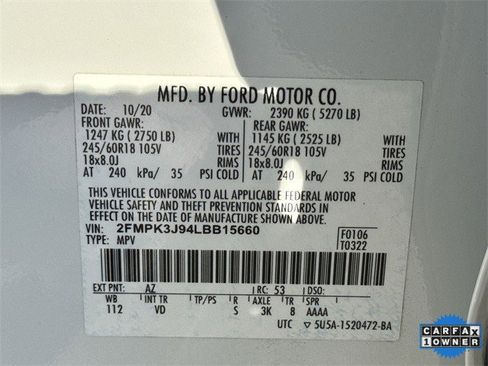 MFD. BY FORD MOTOR CO.
DATE: 10/20 GVWR: 2390 KG ( 5270 LB)
FRONT GAWR: REAR GAWR:
1247 KG ( 2750 LB) WITH 1145 KG ( 2525 LB) WITH
245/60R18 105V TIRES 245/60R18 105V TIRES
18x8.0J RIMS 18x8.0J RIMS
AT 240 kPa/ 35 PSI COLD AT 240 kPa/ 35 PSI COLD
THIS VEHICLE CONFORMS TO ALL APPLICABLE FEDERAL MOTOR
VEHICLE SAFETY AND THEFT PREVENTION STANDARDS IN
EFFECT ON THE DATE OF MANUFACTURE SHOWN ABOVE.
VIN: 2FMPK3J94LBB15660 F0106
TYPE: MPV T0322
EXT PNT: AZ RC: 53 DSO:
WB INT TR TP/PS R AXLE TR SPR
112 VD S 3K 8 AAAA
UTC ▽ 5U5A-1520472-BA
CARFAX
1 OWNER